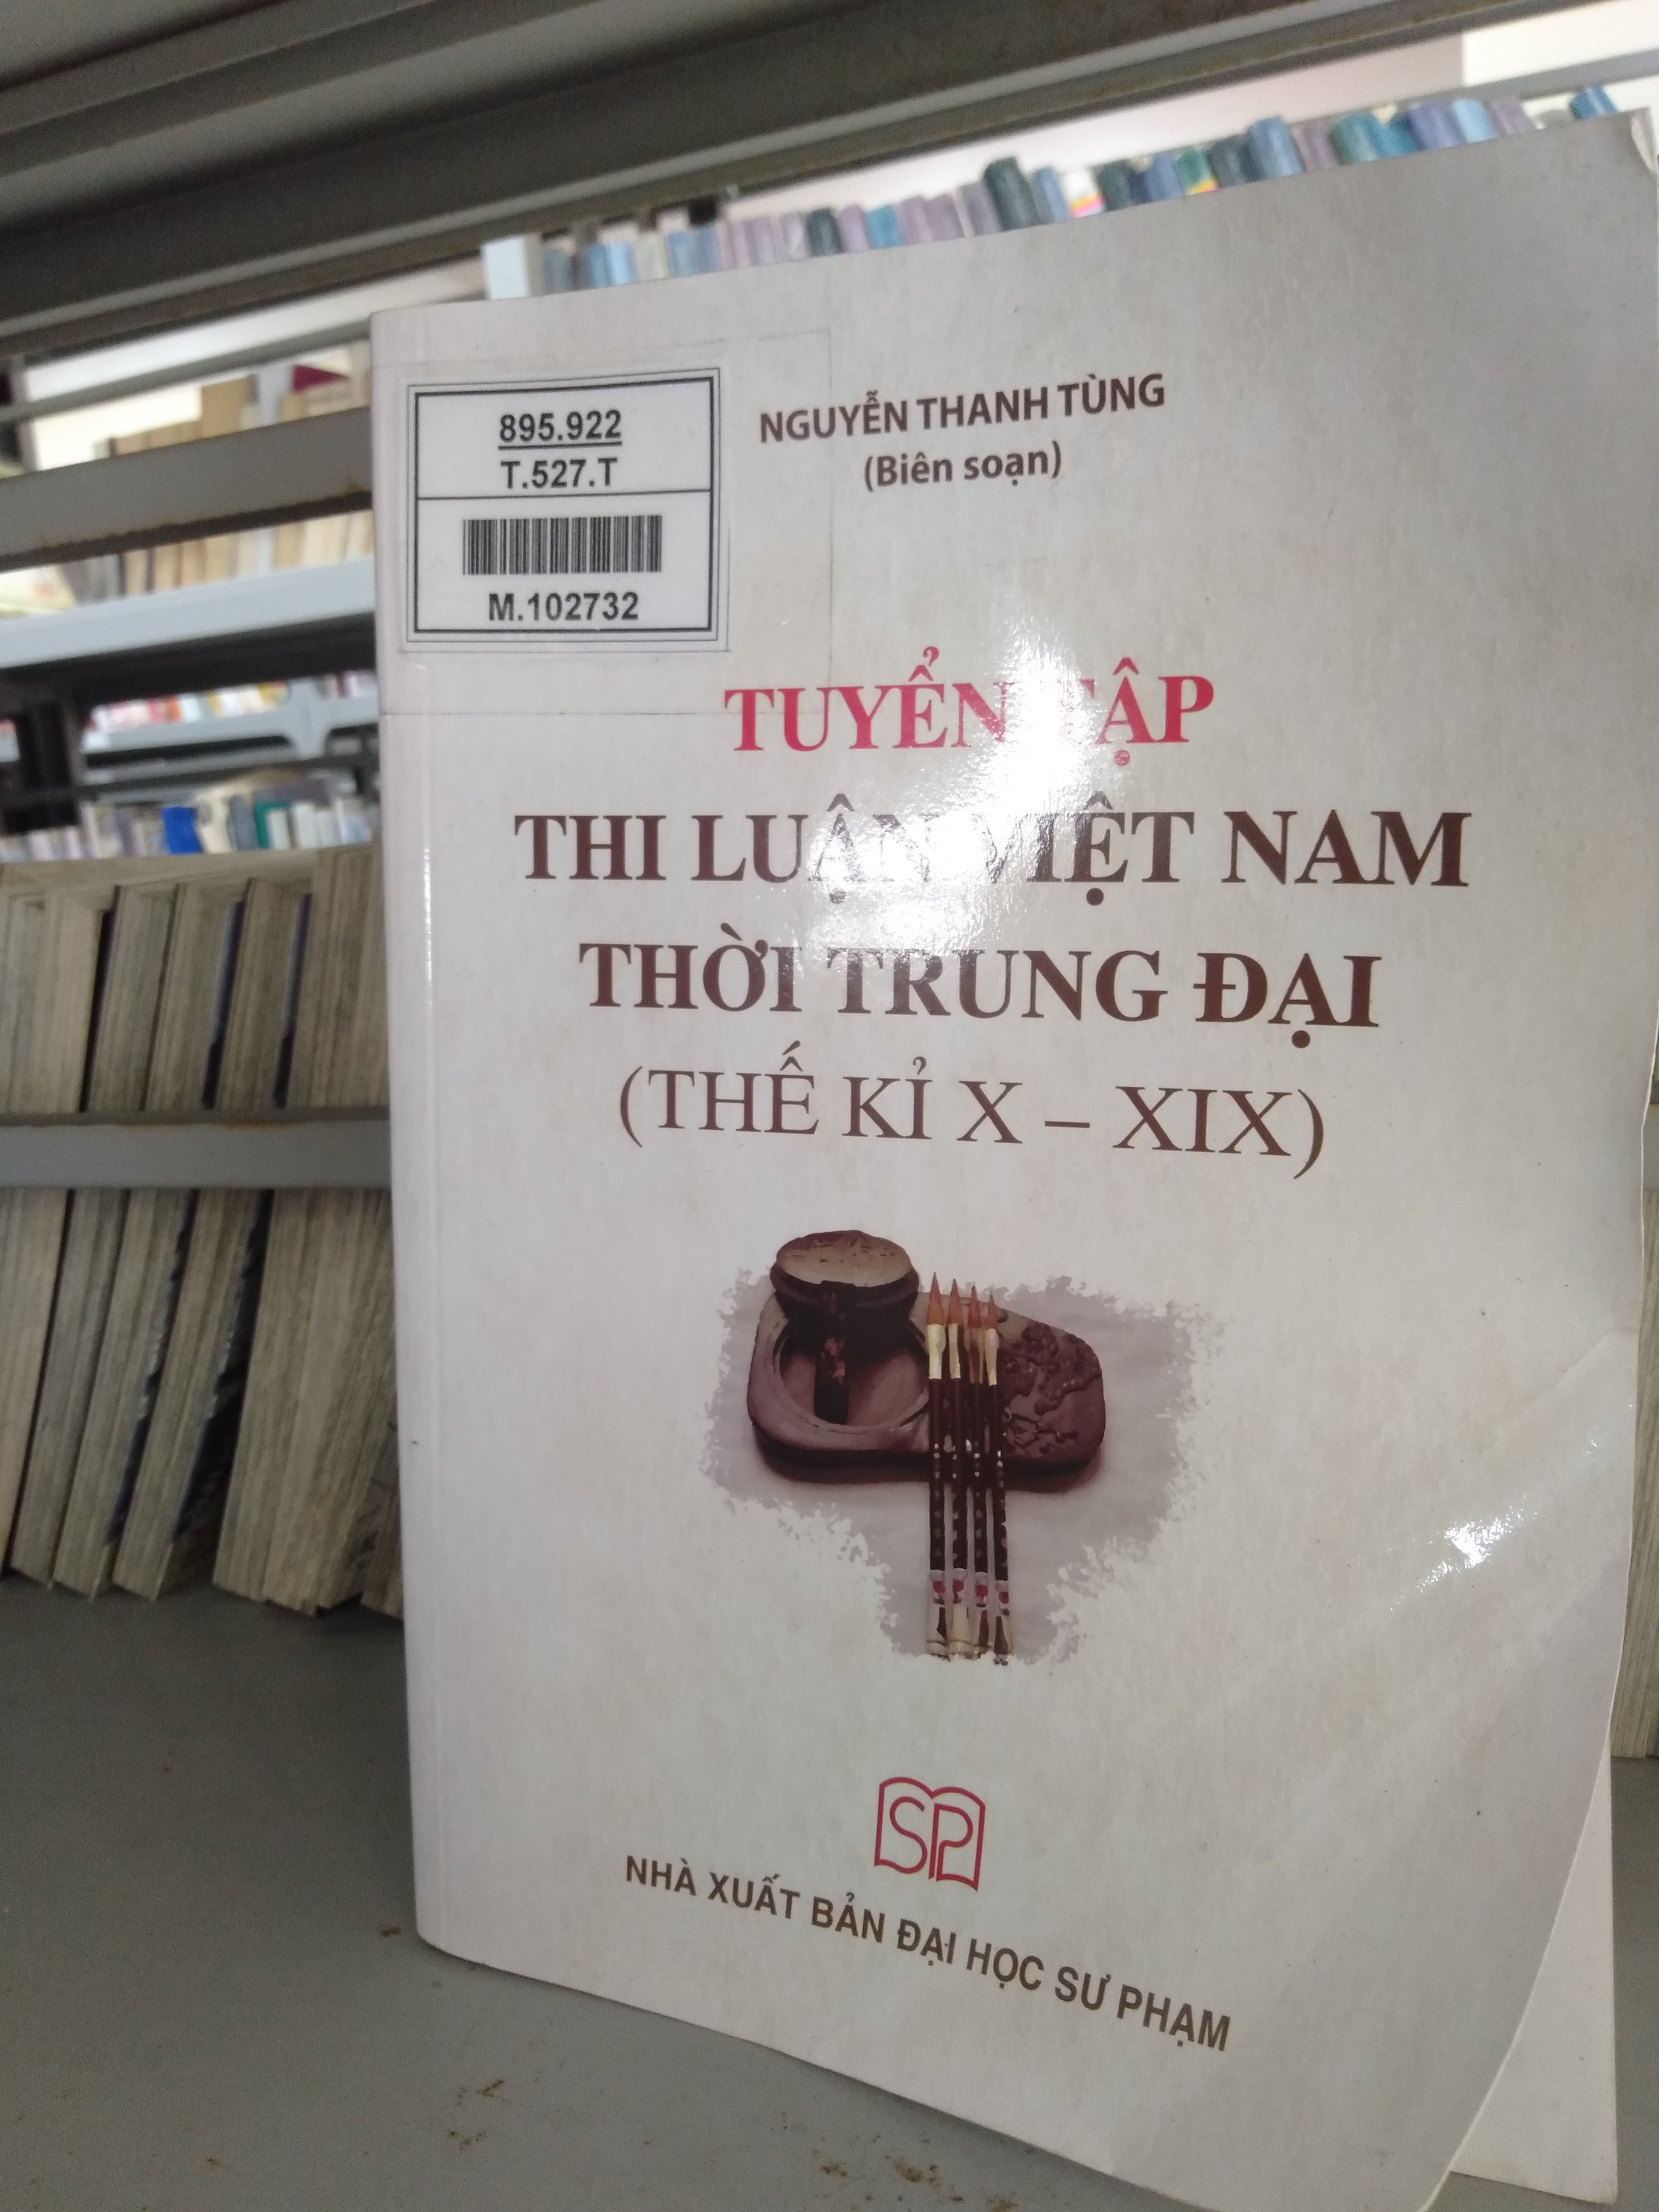 895.922
T.527.T
M.102732
NGUYỄN THANH TÙNG
(Biên soạn)
TUYỂN TẬP
THI LUẬN VIỆT NAM
THỜI TRUNG ĐẠI
(THẾ KỈ X – XIX)
SP
NHÀ XUẤT BẢN ĐẠI HỌC SƯ PHẠM